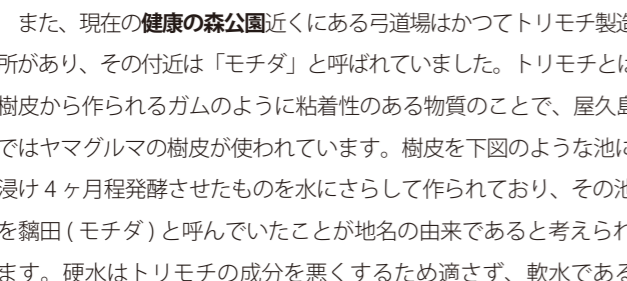 また、現在の健康の森公園近くにある弓道場はかつてトリモチ製造
所があり、その付近は「モチダ」と呼ばれていました。トリモチとは
樹皮から作られるガムのように粘着性のある物質のことで、屋久島
ではヤマグルマの樹皮が使われています。樹皮を下図のような池に
浸け 4 ヶ月程発酵させたものを水にさらして作られており、その池
を黐田 ( モチダ ) と呼んでいたことが地名の由来であると考えられ
ます。硬水はトリモチの成分を悪くするため適さず、軟水である